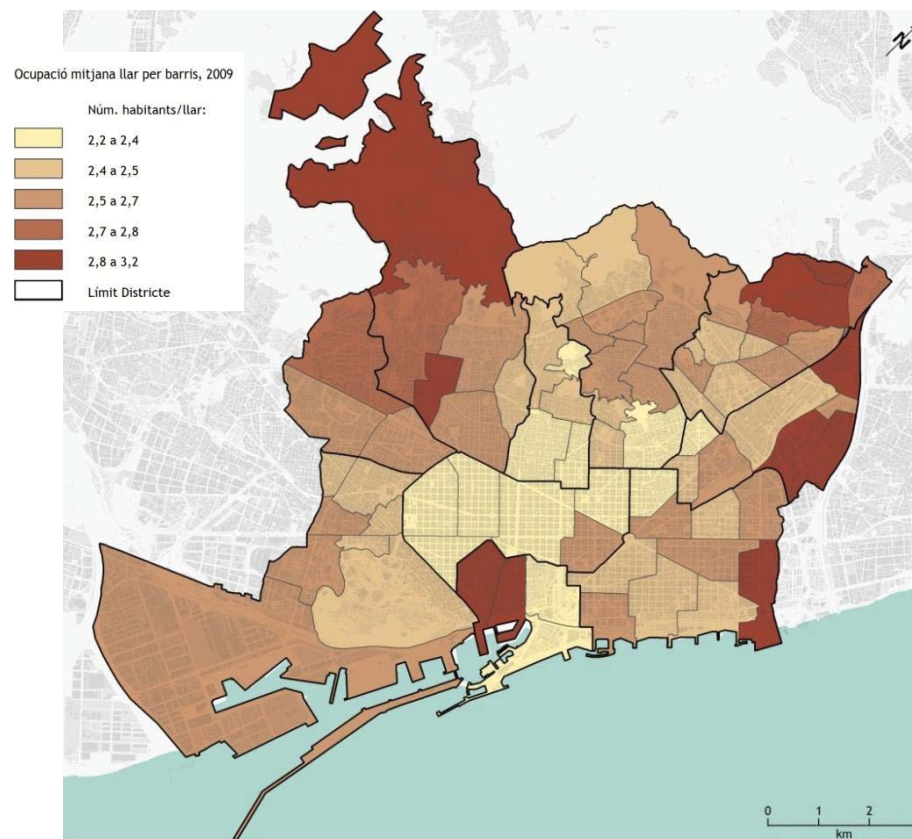 Ocupació mitjana llar per barris, 2009
Núm. habitants/llar:
2,2 a 2,4
2,4 a 2,5
2,5 a 2,7
2,7 a 2,8
2,8 a 3,2
Límit Districte
N
0 1 2
km